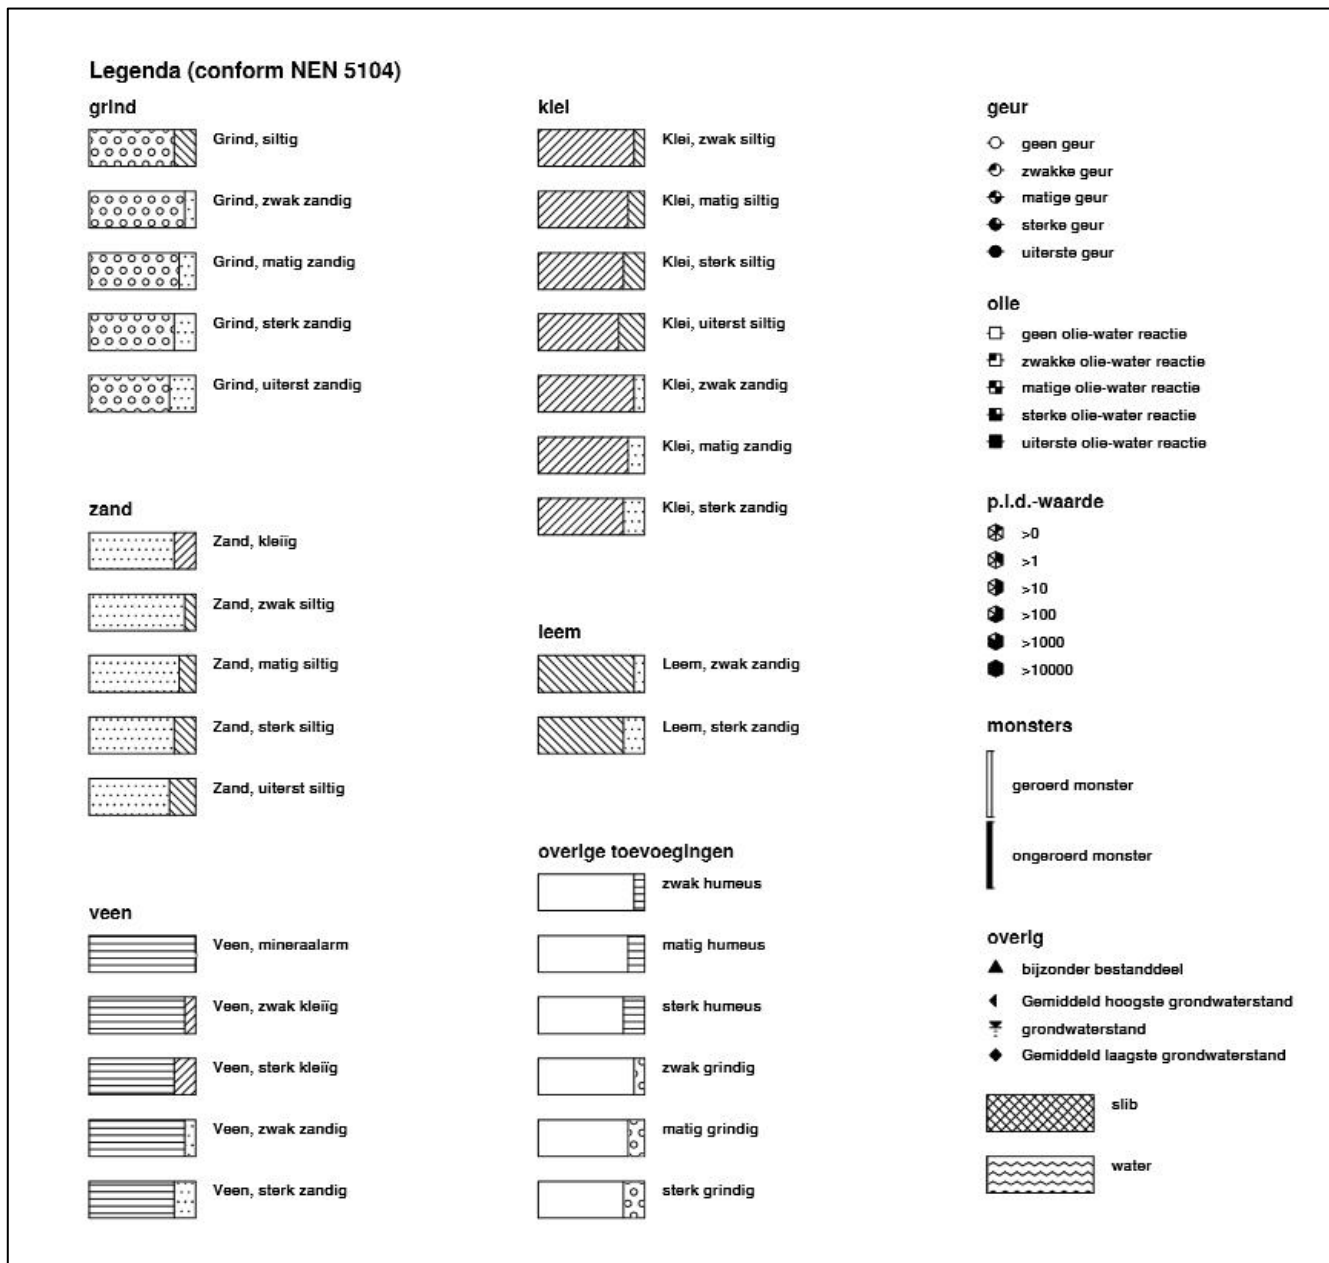 Legenda (conform NEN 5104)
grind
Grind, siltig
Grind, zwak zandig
Grind, matig zandig
Grind, sterk zandig
Grind, uiterst zandig
zand
Zand, kleiïg
Zand, zwak siltig
Zand, matig siltig
Zand, sterk siltig
Zand, uiterst siltig
veen
Veen, mineraalarm
Veen, zwak kleiïg
Veen, sterk kleiïg
Veen, zwak zandig
Veen, sterk zandig
klei
Klei, zwak siltig
Klei, matig siltig
Klei, sterk siltig
Klei, uiterst siltig
Klei, zwak zandig
Klei, matig zandig
Klei, sterk zandig
leem
Leem, zwak zandig
Leem, sterk zandig
overige toevoegingen
zwak humeus
matig humeus
sterk humeus
zwak grindig
matig grindig
sterk grindig
geur
geen geur
zwakke geur
matige geur
sterke geur
uiterste geur
olie
geen olie-water reactie
zwakke olie-water reactie
matige olie-water reactie
sterke olie-water reactie
uiterste olie-water reactie
p.i.d.-waarde
>0
>1
>10
>100
>1000
>10000
monsters
geroerd monster
ongeroerd monster
overig
bijzonder bestanddeel
Gemiddeld hoogste grondwaterstand
grondwaterstand
Gemiddeld laagste grondwaterstand
slib
water